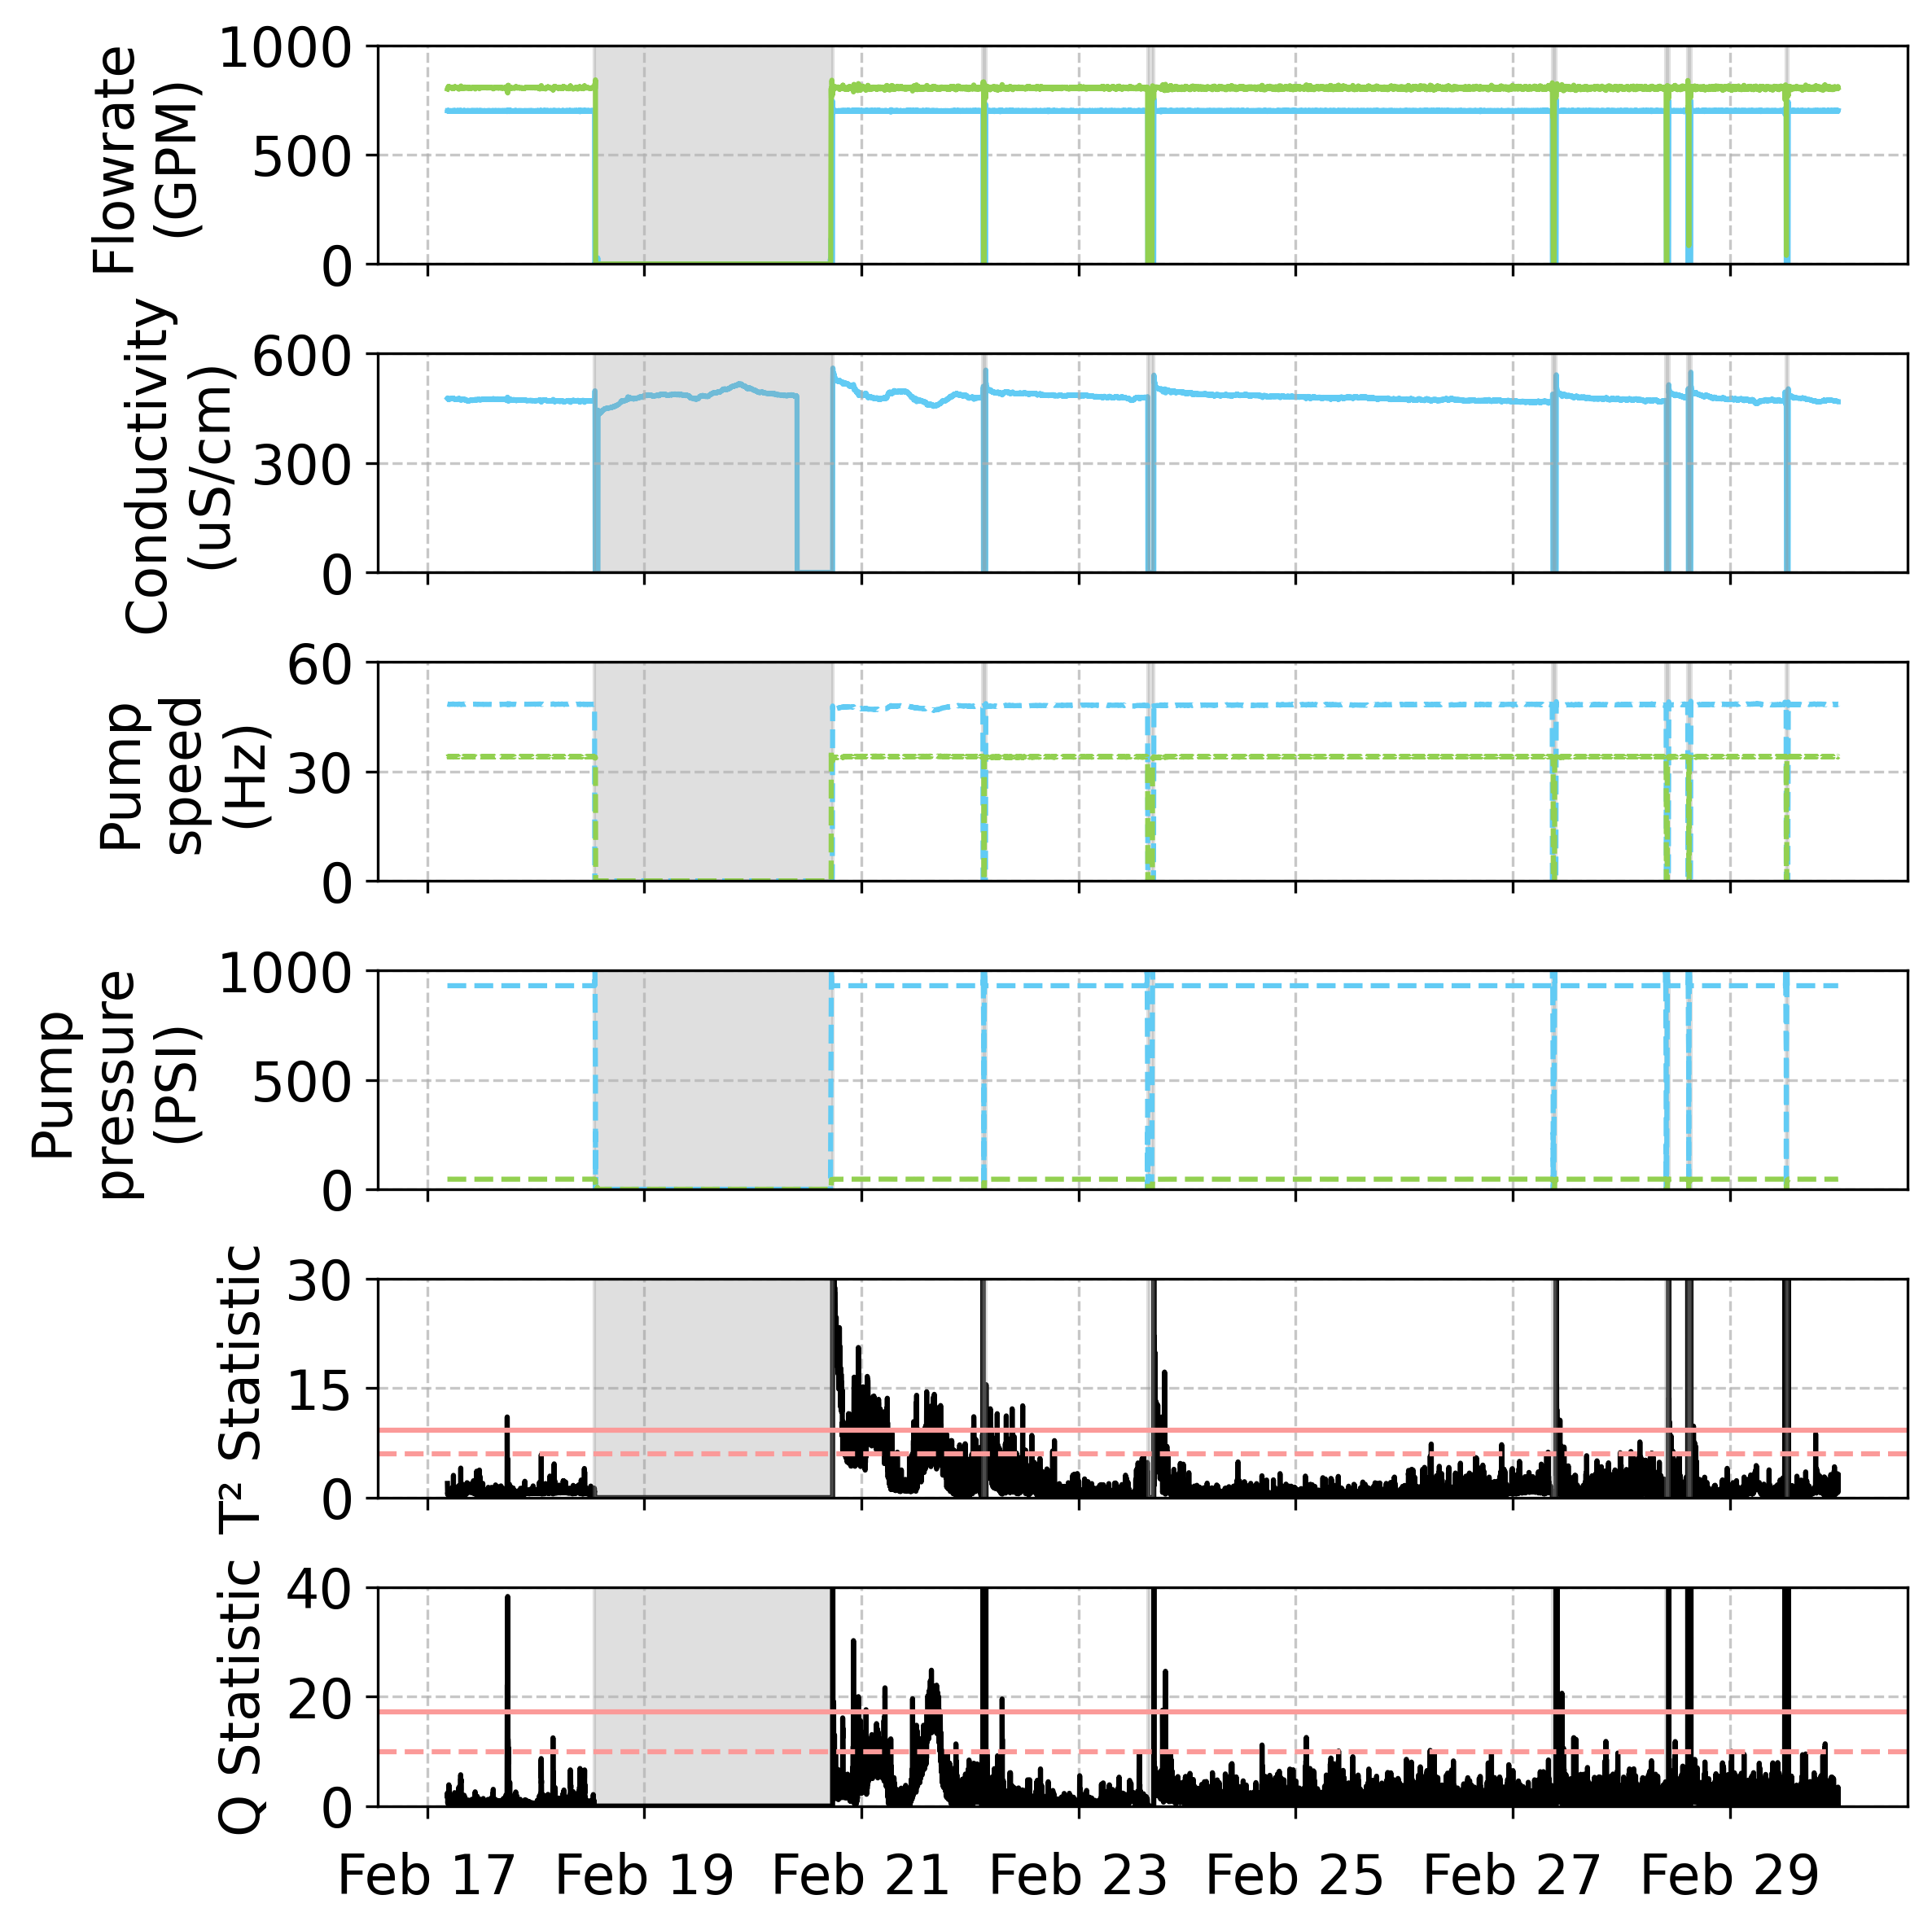 Flowrate
(GPM)
1000
500
0
Conductivity
(uS/cm)
600
300
0
Pump
speed
(Hz)
60
30
0
Pump
pressure
(PSI)
1000
500
0
T² Statistic
30
15
0
Q Statistic
40
20
0
Feb 17 Feb 19 Feb 21 Feb 23 Feb 25 Feb 27 Feb 29